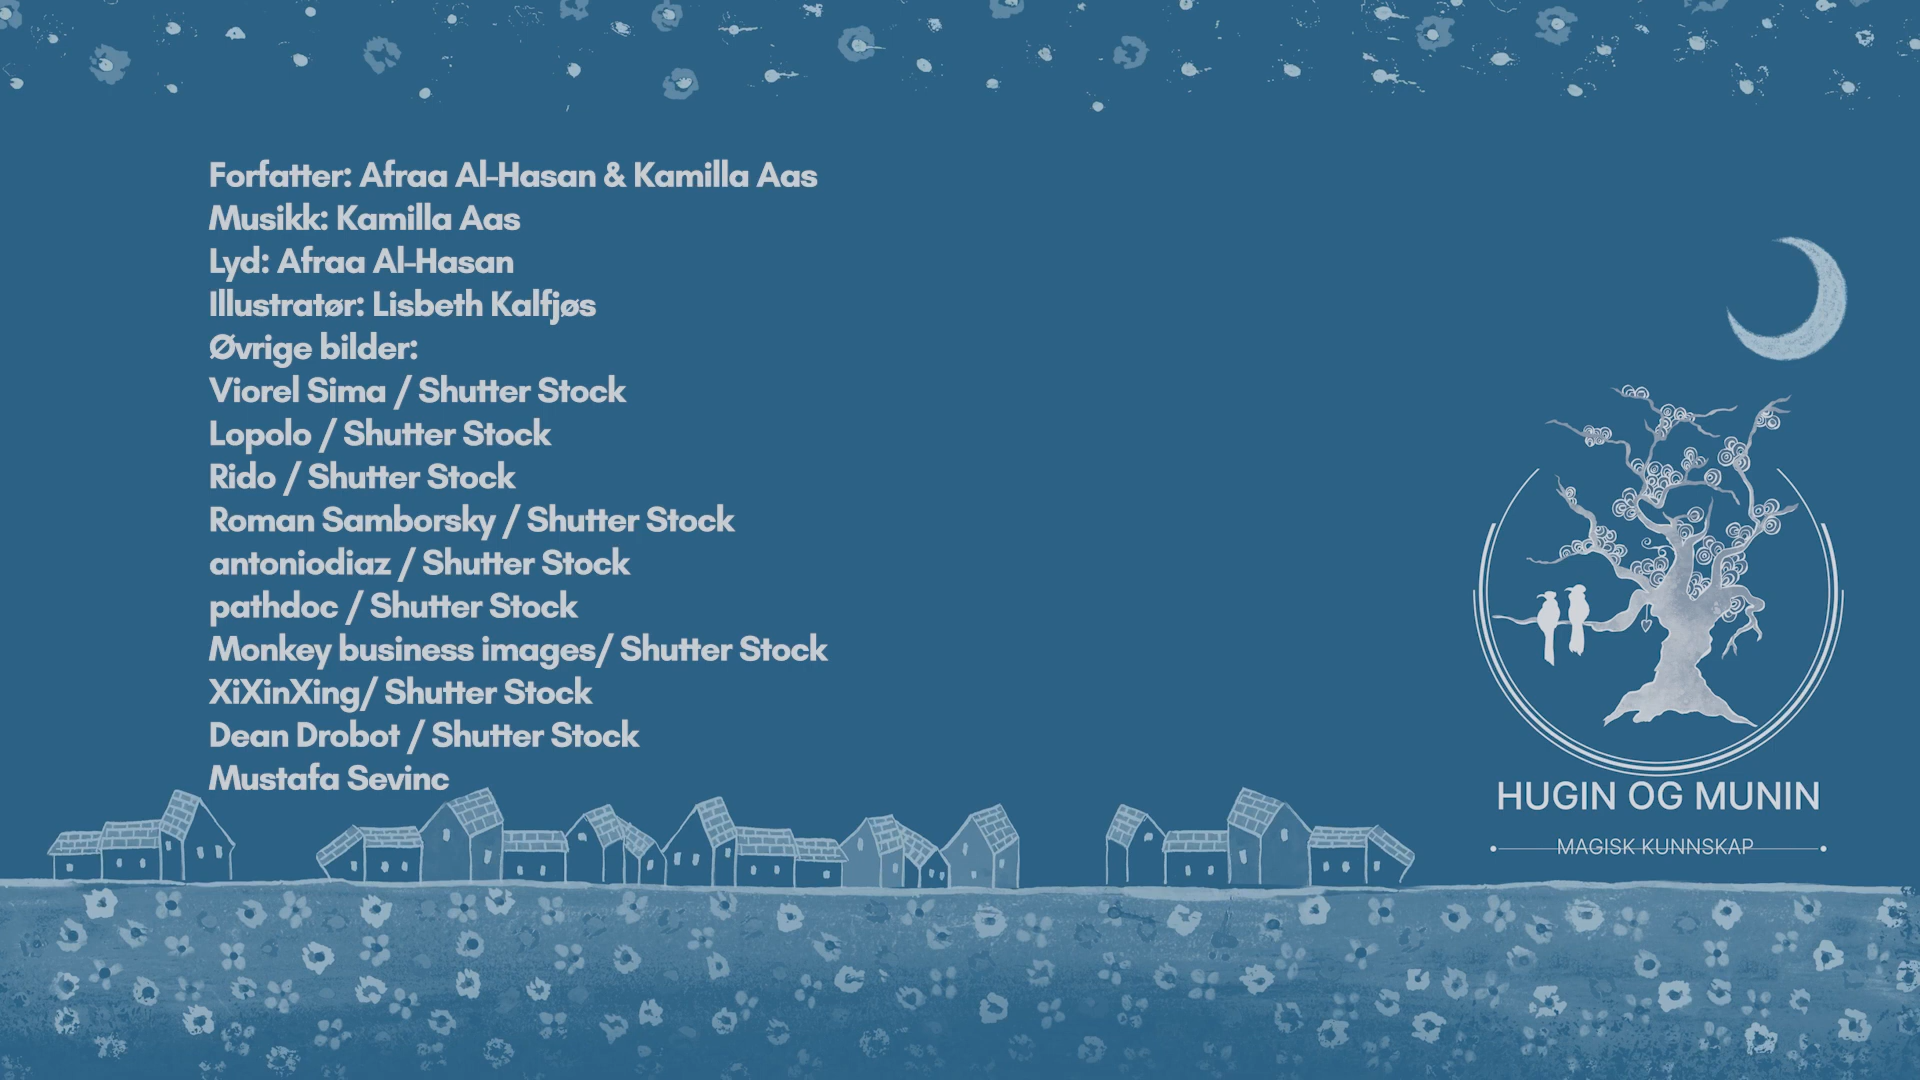 Forfatter: Afraa Al-Hasan & Kamilla Aas
Musikk: Kamilla Aas
Lyd: Afraa Al-Hasan
Illustratør: Lisbeth Kalfjøs
Øvrige bilder:
Viorel Sima / Shutter Stock
Lopolo / Shutter Stock
Rido / Shutter Stock
Roman Samborsky / Shutter Stock
antoniodiaz / Shutter Stock
pathdoc / Shutter Stock
Monkey business images/ Shutter Stock
XiXinXing/ Shutter Stock
Dean Drobot / Shutter Stock
Mustafa Sevinc
HUGIN OG MUNIN
MAGISK KUNNSKAP